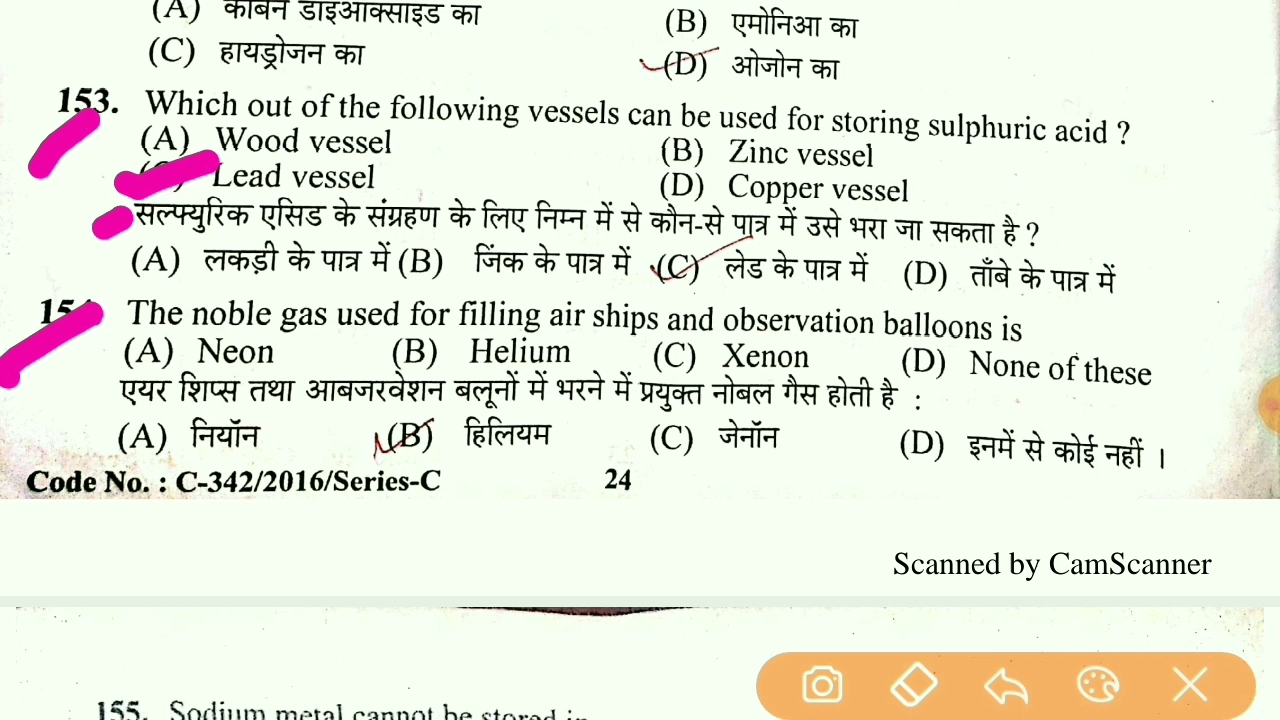 (A) कार्बन डाइआक्साइड का (B) एमोनिआ का
(C) हायड्रोजन का (D) ओजोन का
153. Which out of the following vessels can be used for storing sulphuric acid ?
(A) Wood vessel (B) Zinc vessel
Lead vessel (D) Copper vessel
सल्फ्युरिक एसिड के संग्रहण के लिए निम्न में से कौन-से पात्र में उसे भरा जा सकता है ?
(A) लकड़ी के पात्र में (B) जिंक के पात्र में (C) लेड के पात्र में (D) ताँबे के पात्र में
The noble gas used for filling air ships and observation balloons is
(A) Neon (B) Helium (C) Xenon (D) None of these
एयर शिप्स तथा आबजरवेशन बलूनों में भरने में प्रयुक्त नोबल गैस होती है :
(A) नियॉन (B) हिलियम (C) जेनॉन (D) इनमें से कोई नहीं ।
Code No. : C-342/2016/Series-C 24
Scanned by CamScanner
155. Sodium metal cannot be stored in